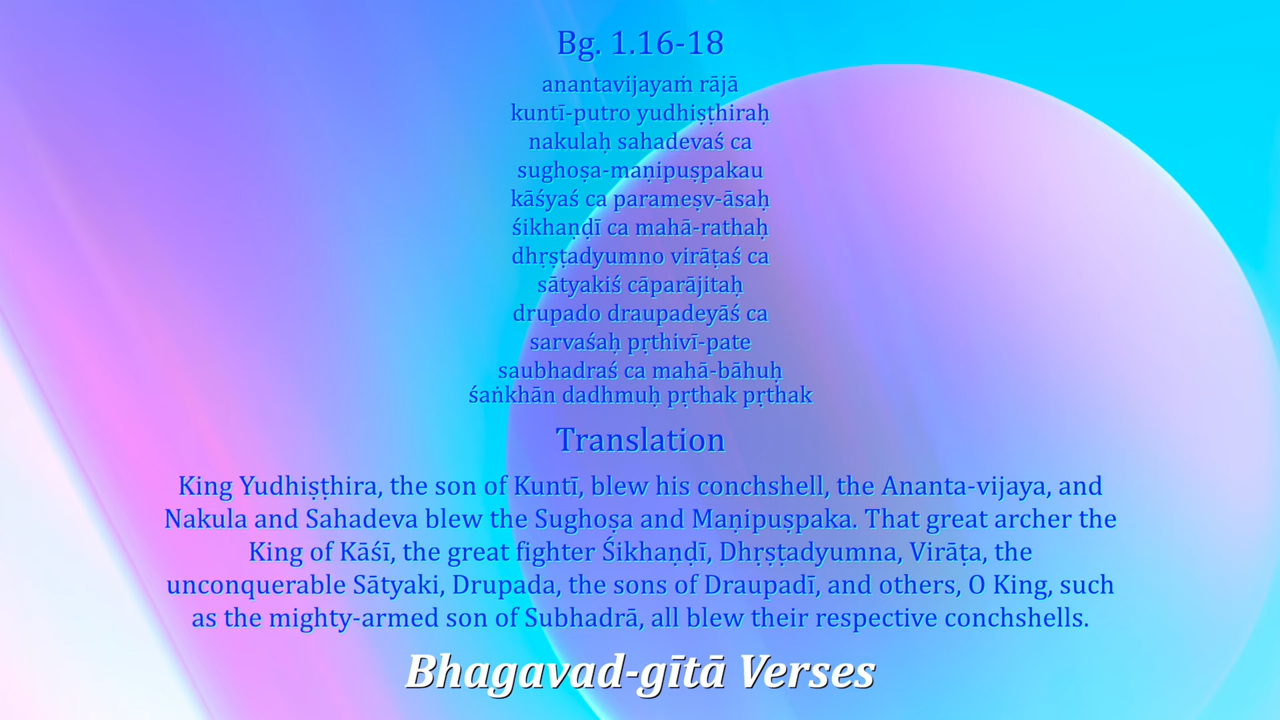 Bg. 1.16-18
anantavijayaṁ rājā
kuntī-putro yudhiṣṭhiraḥ
nakulaḥ sahadevaś ca
sughoṣa-maṇipuṣpakau
kāśyaś ca parameṣv-āsaḥ
śikhaṇḍī ca mahā-rathaḥ
dhṛṣṭadyumno virāṭaś ca
sātyakiś cāparājitaḥ
drupado draupadeyāś ca
sarvaśaḥ pṛthivī-pate
saubhadraś ca mahā-bāhuḥ
śaṅkhān dadhmuḥ pṛthak pṛthak
Translation
King Yudhiṣṭhira, the son of Kuntī, blew his conchshell, the Ananta-vijaya, and
Nakula and Sahadeva blew the Sughoṣa and Maṇipuṣpaka. That great archer the
King of Kāśī, the great fighter Śikhaṇḍī, Dhṛṣṭadyumna, Virāṭa, the
unconquerable Sātyaki, Drupada, the sons of Draupadī, and others, O King, such
as the mighty-armed son of Subhadrā, all blew their respective conchshells.
Bhagavad-gītā Verses